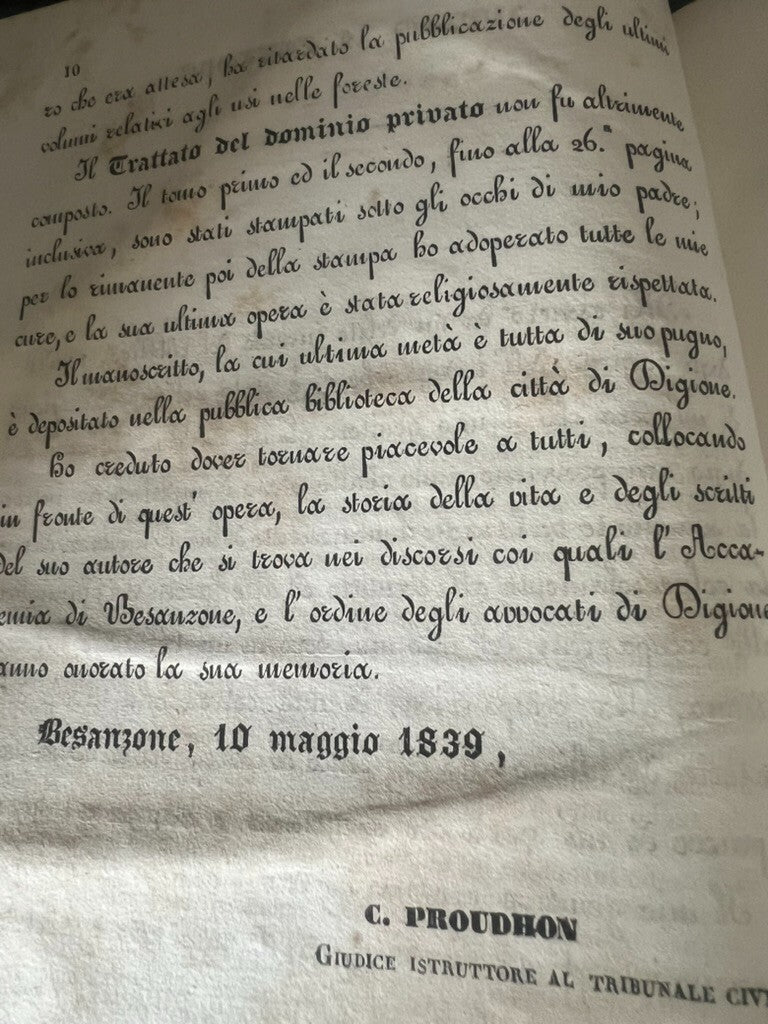 10
ro che era attesa, ha ritardato la pubblicazione degli ultimi
volumi relativi agli usi nelle foreste.
Il Trattato del dominio privato non fu altrimente
composto. Il tomo primo ed il secondo, fino alla 26.ª pagina
inclusiva, sono stati stampati sotto gli occhi di mio padre;
per lo rimanente poi della stampa ho adoperato tutte le mie
cure, e la sua ultima opera è stata religiosamente rispettata.
Il manoscritto, la cui ultima metà è tutta di suo pugno,
è depositato nella pubblica biblioteca della città di Digione.
Ho creduto dover tornare piacevole a tutti, collocando
in fronte di quest' opera, la storia della vita e degli scritti
del suo autore che si trova nei discorsi coi quali l' Acca-
emia di Besanzone, e l' ordine degli avvocati di Digione
anno onorato la sua memoria.
Besanzone, 10 maggio 1839,
C. PROUDHON
GIUDICE ISTRUTTORE AL TRIBUNALE CIVI